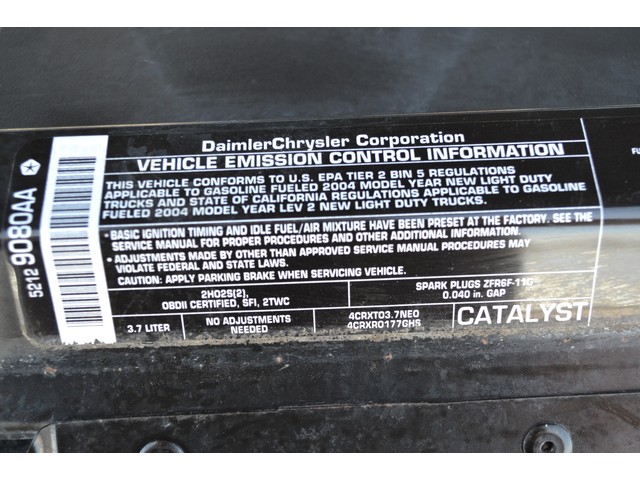 DaimlerChrysler Corporation
VEHICLE EMISSION CONTROL INFORMATION
THIS VEHICLE CONFORMS TO U.S. EPA TIER 2 BIN 5 REGULATIONS
APPLICABLE TO GASOLINE FUELED 2004 MODEL YEAR NEW LIGHT DUTY
TRUCKS AND STATE OF CALIFORNIA REGULATIONS APPLICABLE TO GASOLINE
FUELED 2004 MODEL YEAR LEV 2 NEW LIGHT DUTY TRUCKS.
• BASIC IGNITION TIMING AND IDLE FUEL/AIR MIXTURE HAVE BEEN PRESET AT THE FACTORY. SEE THE
SERVICE MANUAL FOR PROPER PROCEDURES AND OTHER ADDITIONAL INFORMATION.
• ADJUSTMENTS MADE BY OTHER THAN APPROVED SERVICE MANUAL PROCEDURES MAY
VIOLATE FEDERAL AND STATE LAWS.
CAUTION: APPLY PARKING BRAKE WHEN SERVICING VEHICLE.
2HO2S(2),
OBDII CERTIFIED, SFI, 2TWC
SPARK PLUGS ZFR6F-11G
0.040 in. GAP
3.7 LITER
NO ADJUSTMENTS
NEEDED
4CRXT03.7NE0
4CRXR0177GHS
CATALYST
5212 9080AA
FU